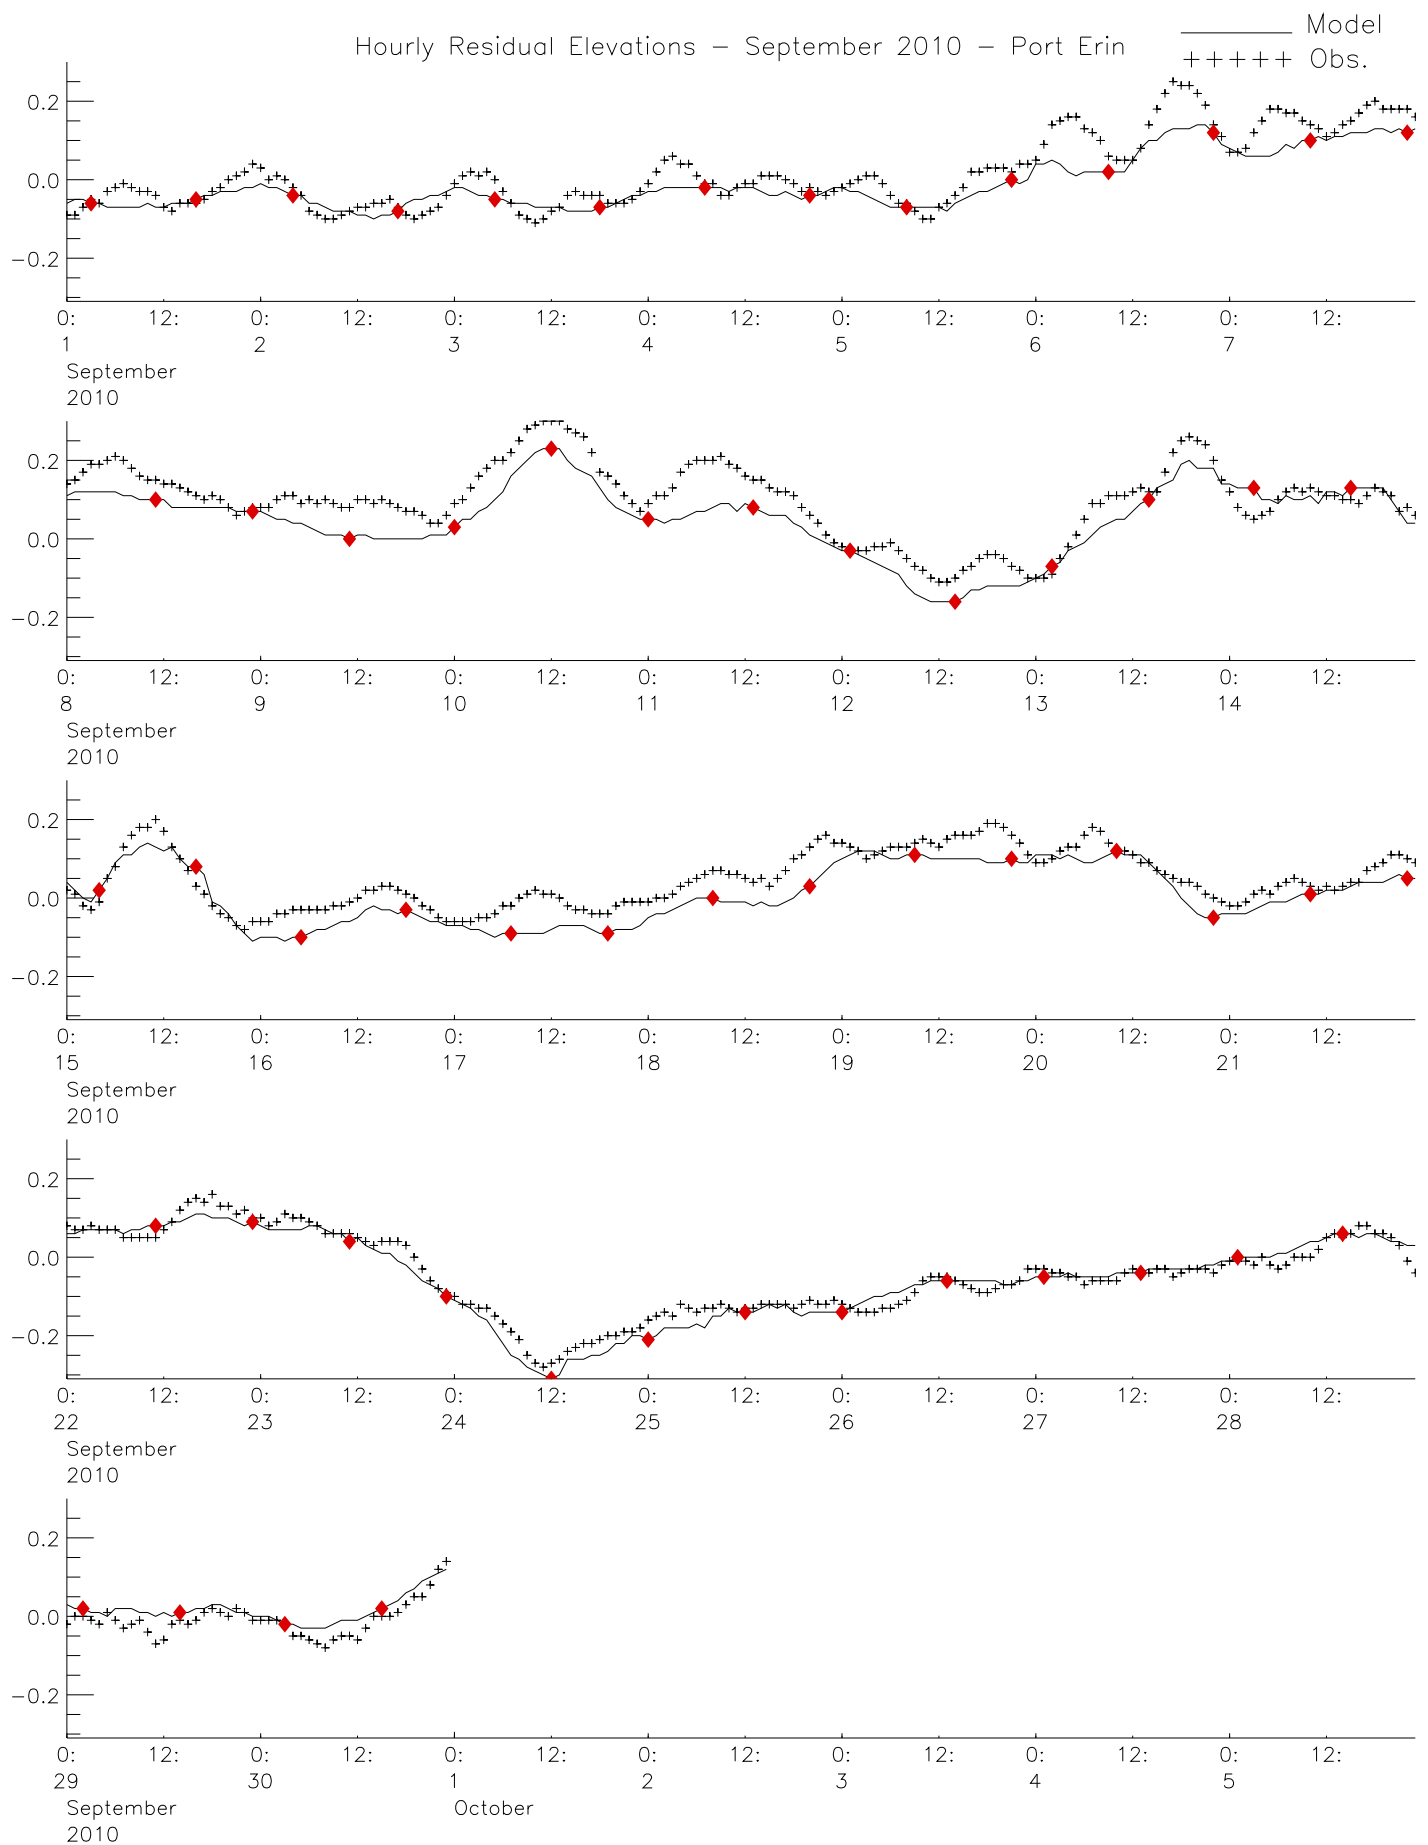 Model
Hourly Residual Elevations – September 2010 – Port Erin
+++++ Obs.
0.2
0.0
−0.2
0: 12: 0: 12: 0: 12: 0: 12: 0: 12: 0: 12: 0: 12:
1 2 3 4 5 6 7
September
2010
0.2
0.0
−0.2
0: 12: 0: 12: 0: 12: 0: 12: 0: 12: 0: 12: 0: 12:
8 9 10 11 12 13 14
September
2010
0.2
0.0
−0.2
0: 12: 0: 12: 0: 12: 0: 12: 0: 12: 0: 12: 0: 12:
15 16 17 18 19 20 21
September
2010
0.2
0.0
−0.2
0: 12: 0: 12: 0: 12: 0: 12: 0: 12: 0: 12: 0: 12:
22 23 24 25 26 27 28
September
2010
0.2
0.0
−0.2
0: 12: 0: 12: 0: 12: 0: 12: 0: 12: 0: 12: 0: 12:
29 30 1 2 3 4 5
September October
2010